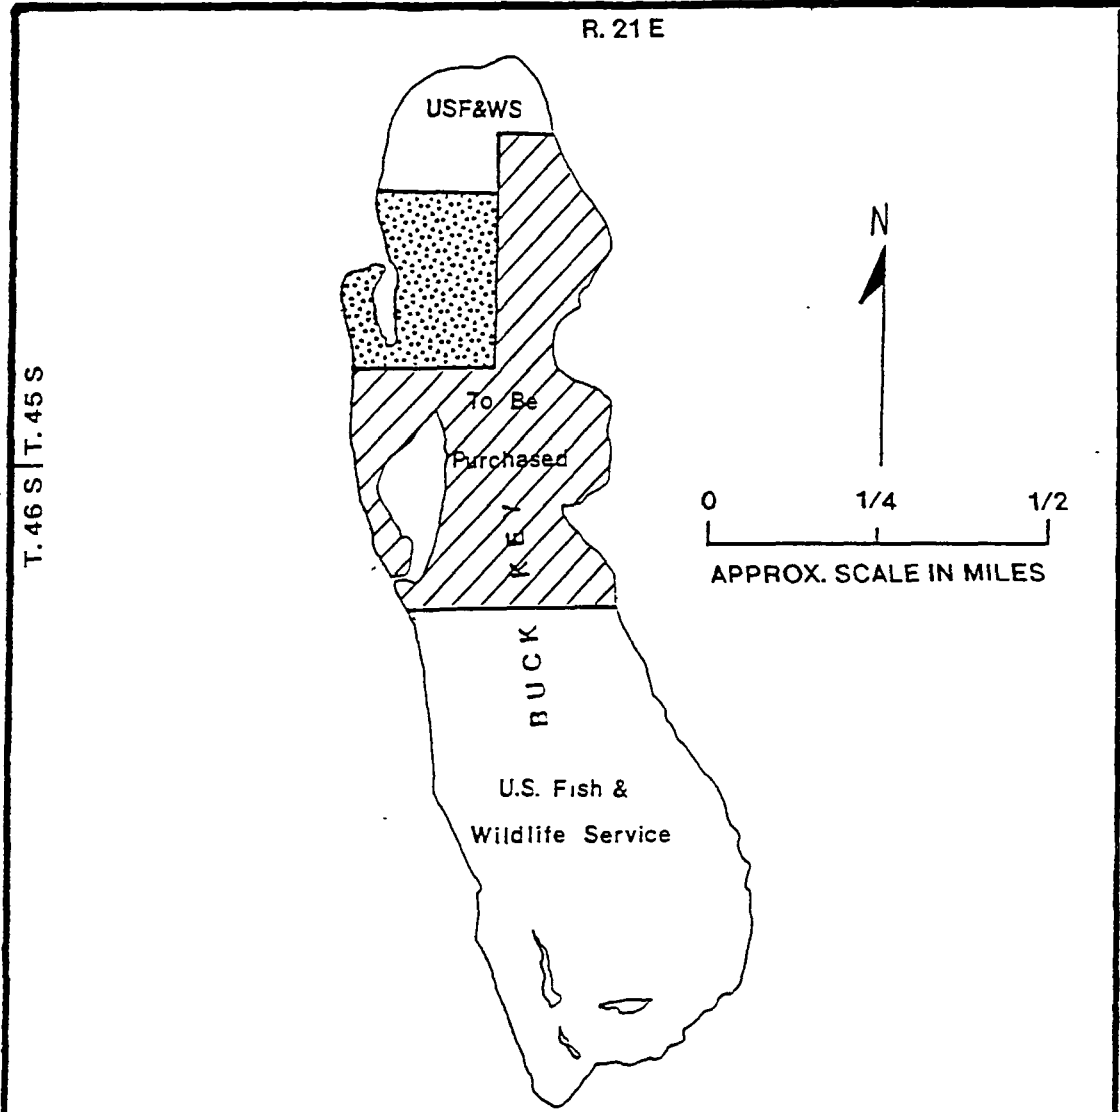 R. 21 E
USF&WS
N
T. 46 S | T. 45 S
To Be
Purchased
0 1/4 1/2
APPROX. SCALE IN MILES
BUCK KEY
U.S. Fish &
Wildlife Service